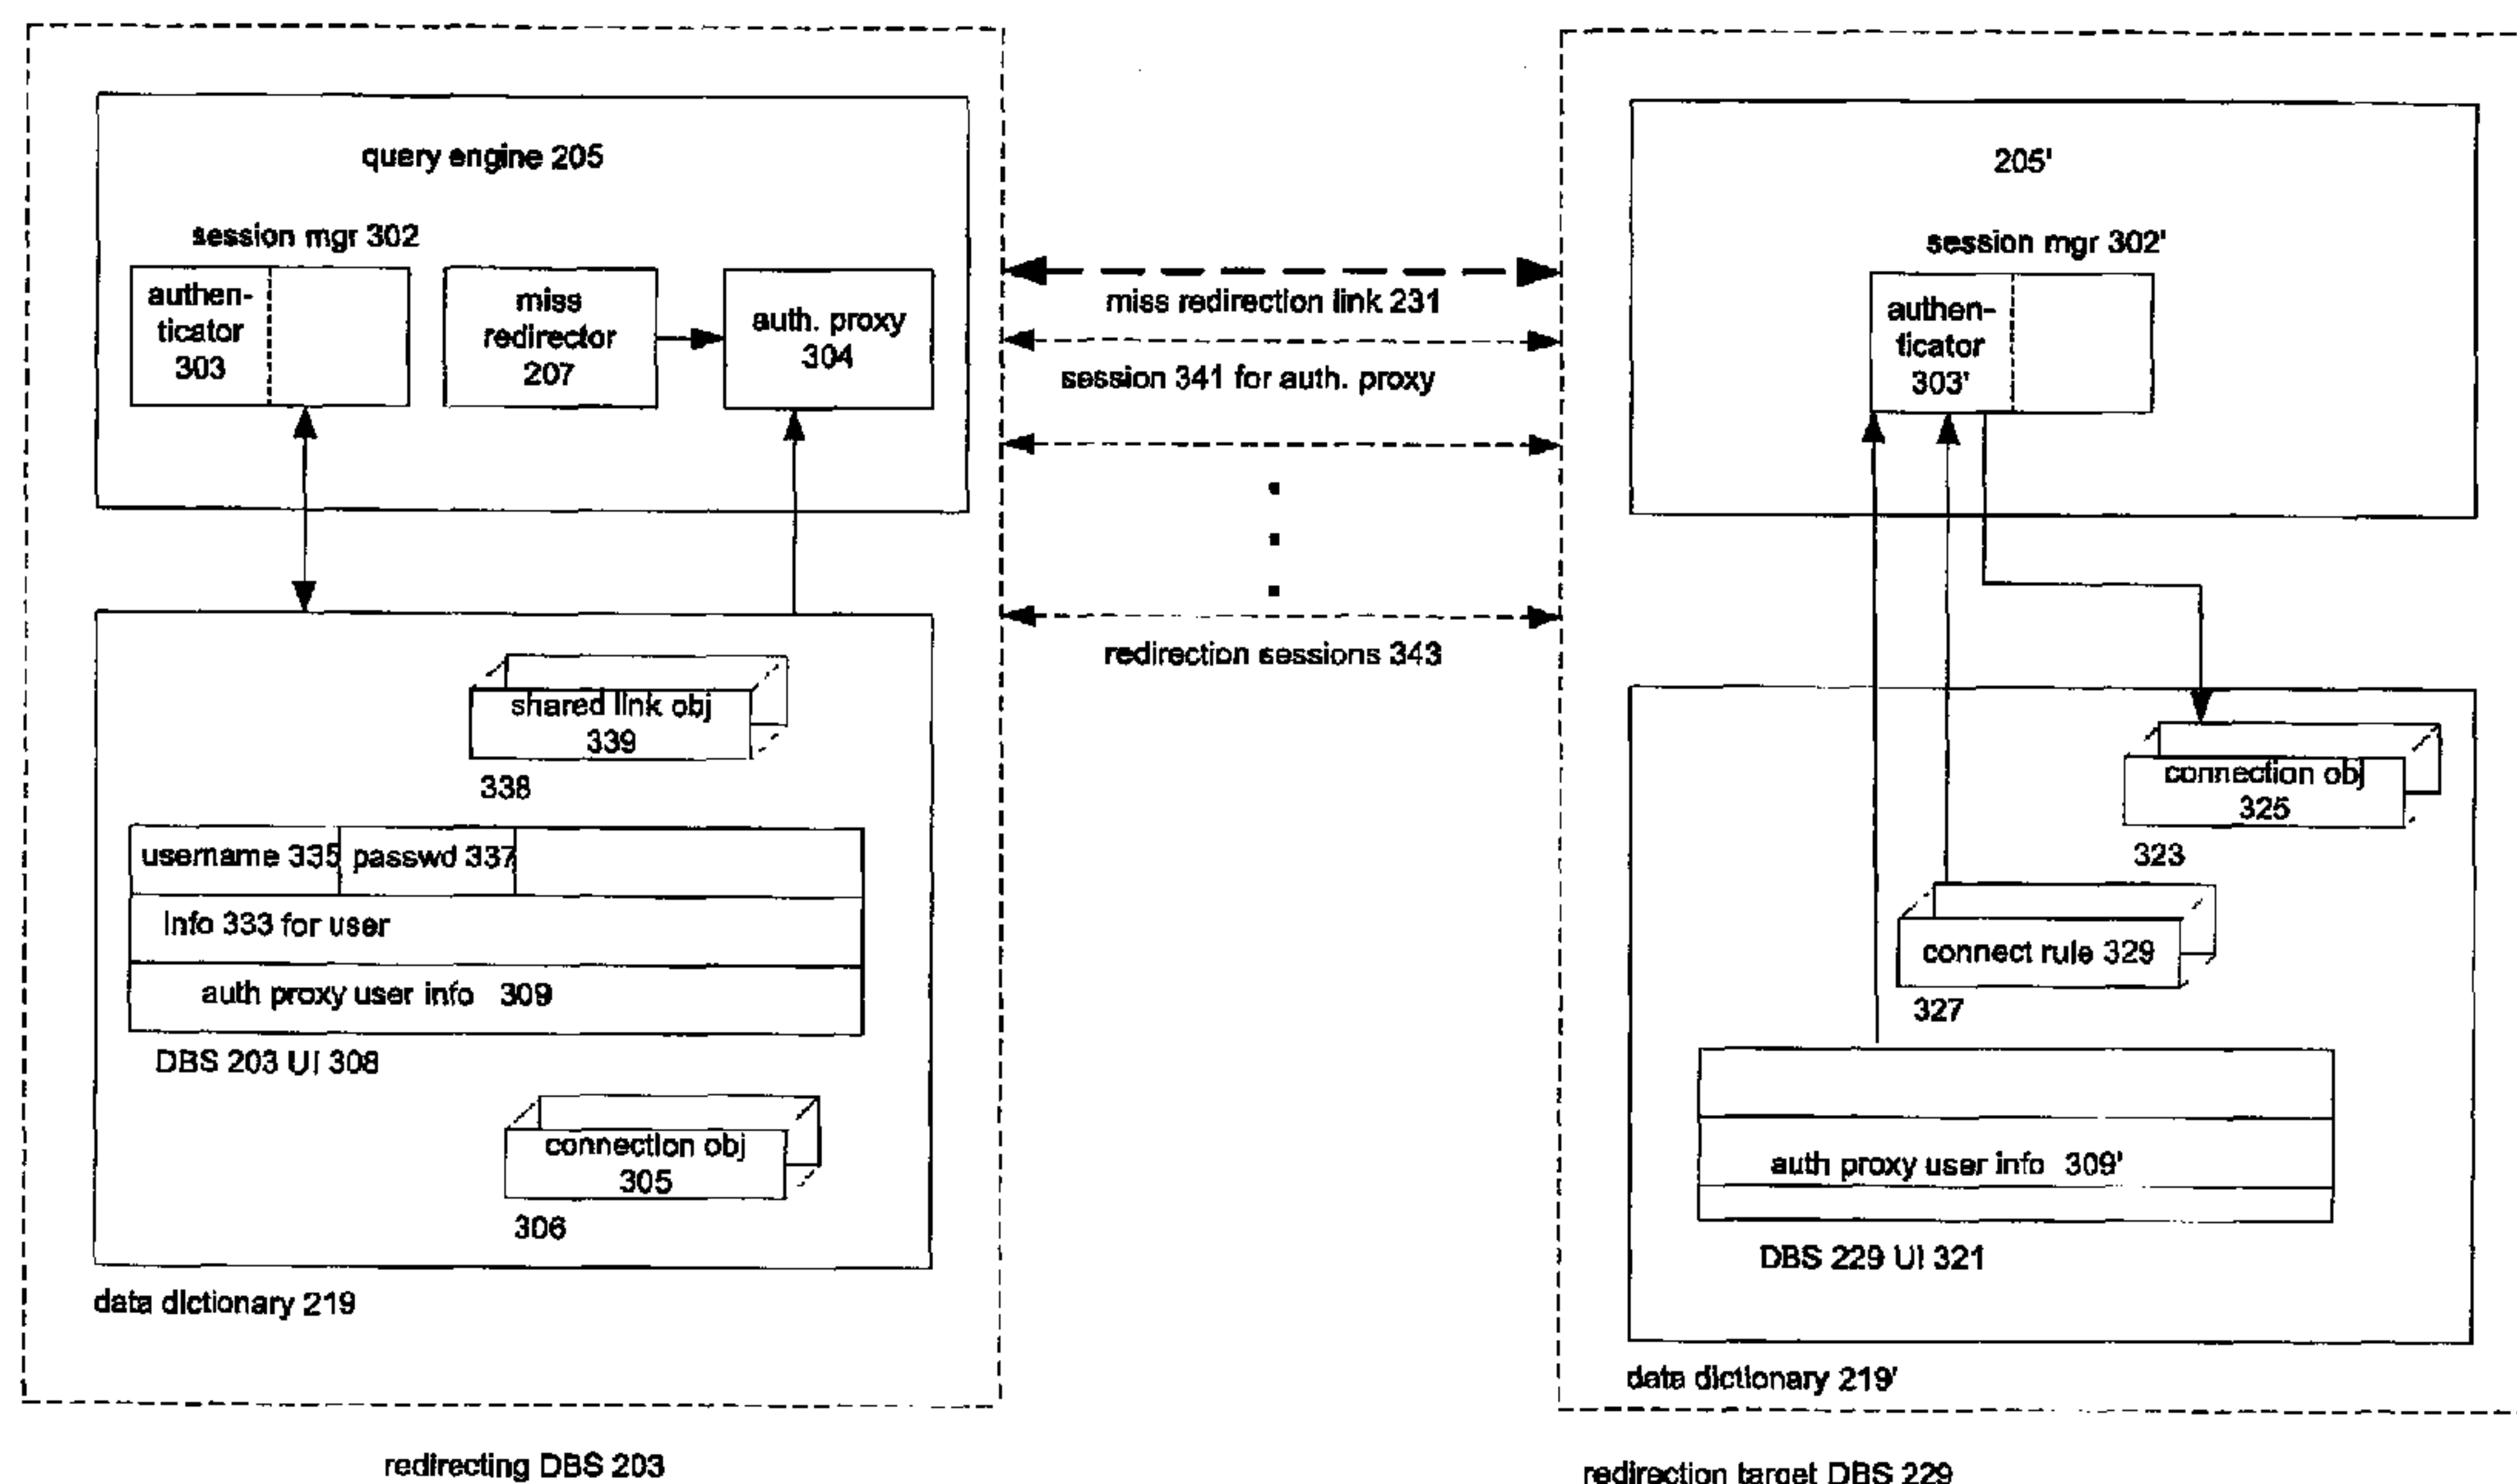 query engine 205
session mgr 302
authen-
ticator
303
miss
redirector
207
auth. proxy
304
shared link obj
339
338
username 335 passwd 337
Info 333 for user
auth proxy user info 309
DBS 203 UI 308
connection obj
305
306
data dictionary 219
redirecting DBS 203
miss redirection link 231
session 341 for auth. proxy
redirection sessions 343
205'
session mgr 302'
authen-
ticator
303'
connection obj
325
323
connect rule 329
327
auth proxy user info 309'
DBS 229 UI 321
data dictionary 219'
redirection target DBS 229